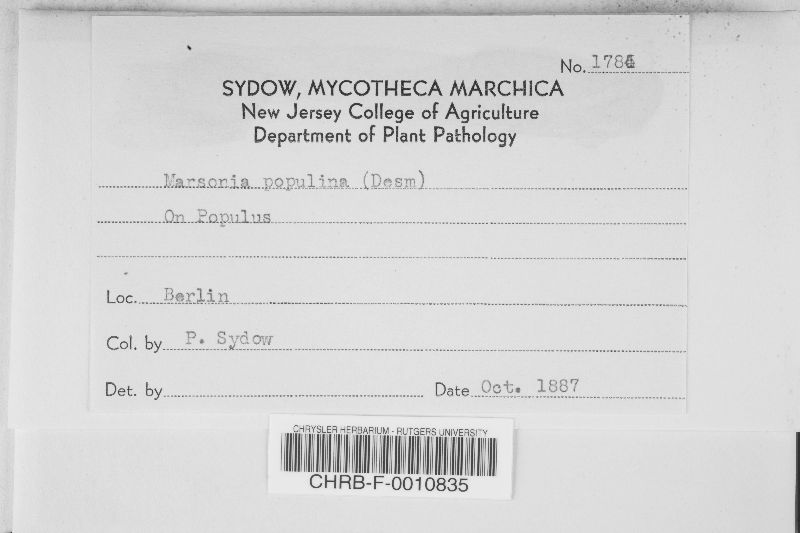 No. 1784
SYDOW, MYCOTHECA MARCHICA
New Jersey College of Agriculture
Department of Plant Pathology
Marsonia populina (Desm)
On Populus
Loc. Berlin
Col. by P. Sydow
Det. by Date Oct. 1887
CHRYSLER HERBARIUM - RUTGERS UNIVERSITY
CHRB-F-0010835